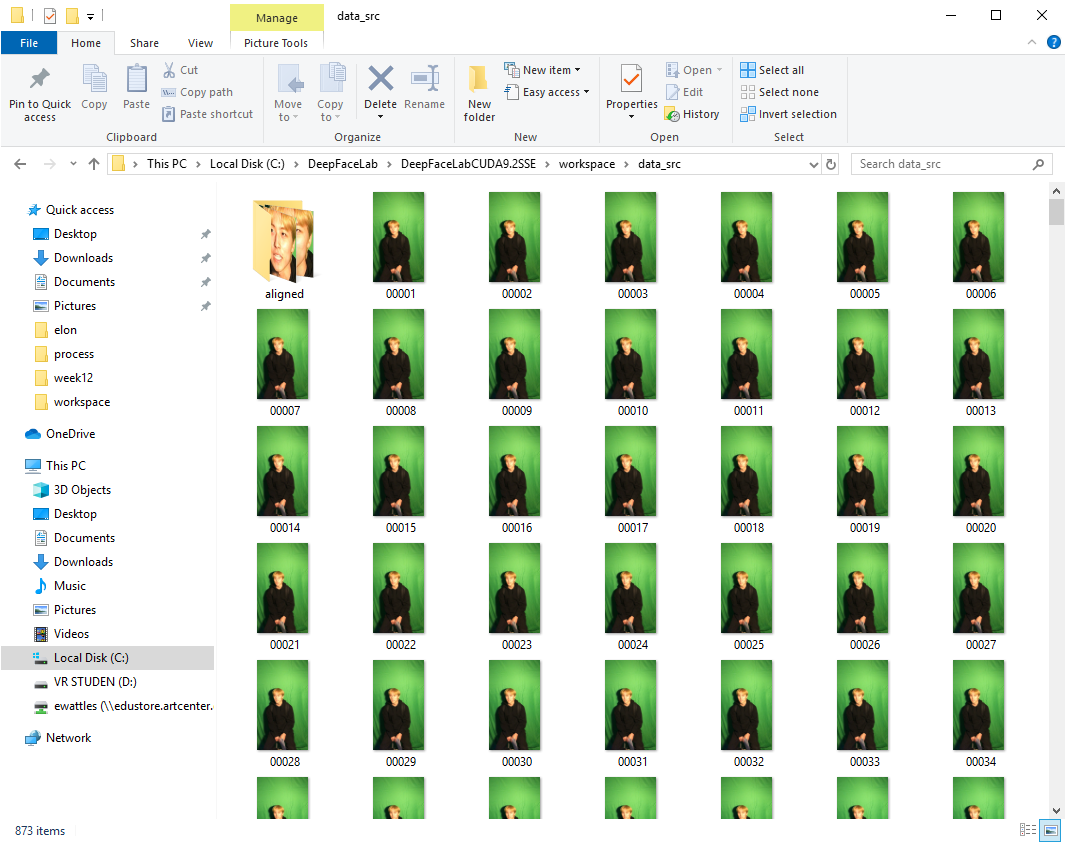 Manage
data_src
File
Home
Share
View
Picture Tools
Pin to Quick access
Copy
Paste
Cut
Copy path
Paste shortcut
Clipboard
Move to
Copy to
Delete
Rename
Organize
New folder
New item
Easy access
New
Properties
Open
Edit
History
Open
Select all
Select none
Invert selection
Select
This PC > Local Disk (C:) > DeepFaceLab > DeepFaceLabCUDA9.2SSE > workspace > data_src
Search data_src
Quick access
Desktop
Downloads
Documents
Pictures
elon
process
week12
workspace
OneDrive
This PC
3D Objects
Desktop
Documents
Downloads
Music
Pictures
Videos
Local Disk (C:)
VR STUDEN (D:)
ewattles (\\edustore.artcenter.
Network
aligned 00001 00002 00003 00004 00005 00006
00007 00008 00009 00010 00011 00012 00013
00014 00015 00016 00017 00018 00019 00020
00021 00022 00023 00024 00025 00026 00027
00028 00029 00030 00031 00032 00033 00034
873 items